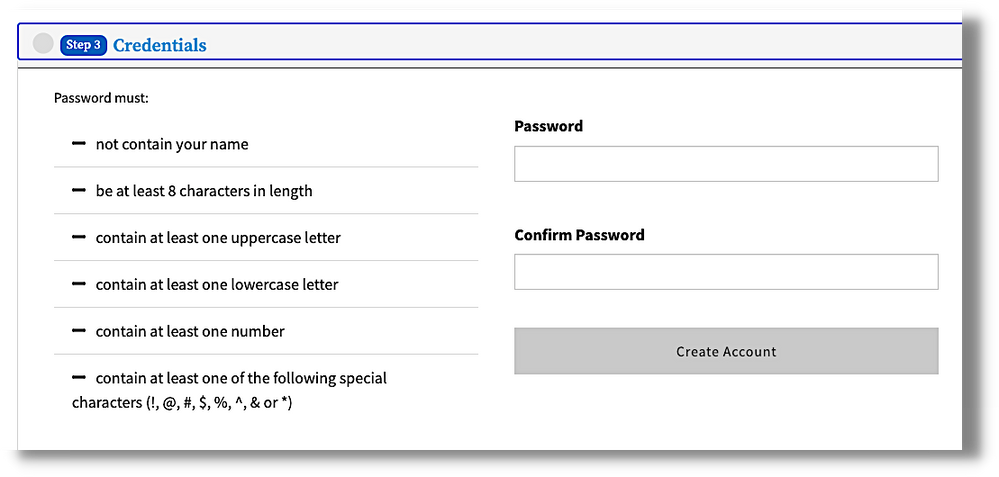 Step 3 Credentials
Password must:
not contain your name
be at least 8 characters in length
contain at least one uppercase letter
contain at least one lowercase letter
contain at least one number
contain at least one of the following special
characters (!, @, #, $, %, ^, & or *)
Password
Confirm Password
Create Account